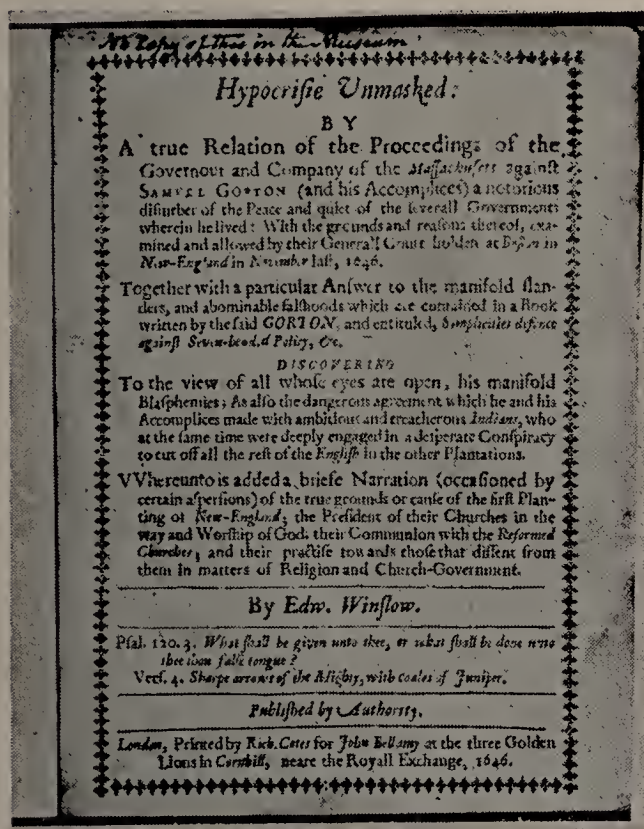 No Copy of this in the Museum
Hypocrisie Unmasked:
BY
A true Relation of the Proceedings of the
Governour and Company of the Massachusets against
SAMUEL GORTON (and his Accomplices) a notorious
disturber of the Peace and quiet of the severall Governments
wherein he lived: With the grounds and reasons thereof, exa-
mined and allowed by their Generall Court holden at Boston in
New-England in November last, 1646.
Together with a particular Answer to the manifold slan-
ders, and abominable falshoods which are contained in a Book
written by the said GORTON, and entituled, Simplicities defence
against Seven-headed Policy, &c.
DISCOVERING
To the view of all whose eyes are open, his manifold
Blasphemies; As also the dangerous agreement which he and his
Accomplices made with ambitious and treacherous Indians, who
at the same time were deeply engaged in a desperate Conspiracy
to cut off all the rest of the English in the other Plantations.
VVhereunto is added a briefe Narration (occasioned by
certain aspersions) of the true grounds or cause of the first Plan-
ting of New-England; the President of their Churches in the
way and Worship of God; their Communion with the Reformed
Churches; and their practise towards those that dissent from
them in matters of Religion and Church-Government.
By Edw. Winslow.
Psal. 120. 3. What shall be given unto thee, or what shall be done unto
thee thou false tongue?
Vers. 4. Sharpe arrows of the Mighty, with coales of Juniper.
Published by Authority.
London, Printed by Rich. Cotes for John Bellamy at the three Golden
Lions in Cornhill, neare the Royall Exchange, 1646.